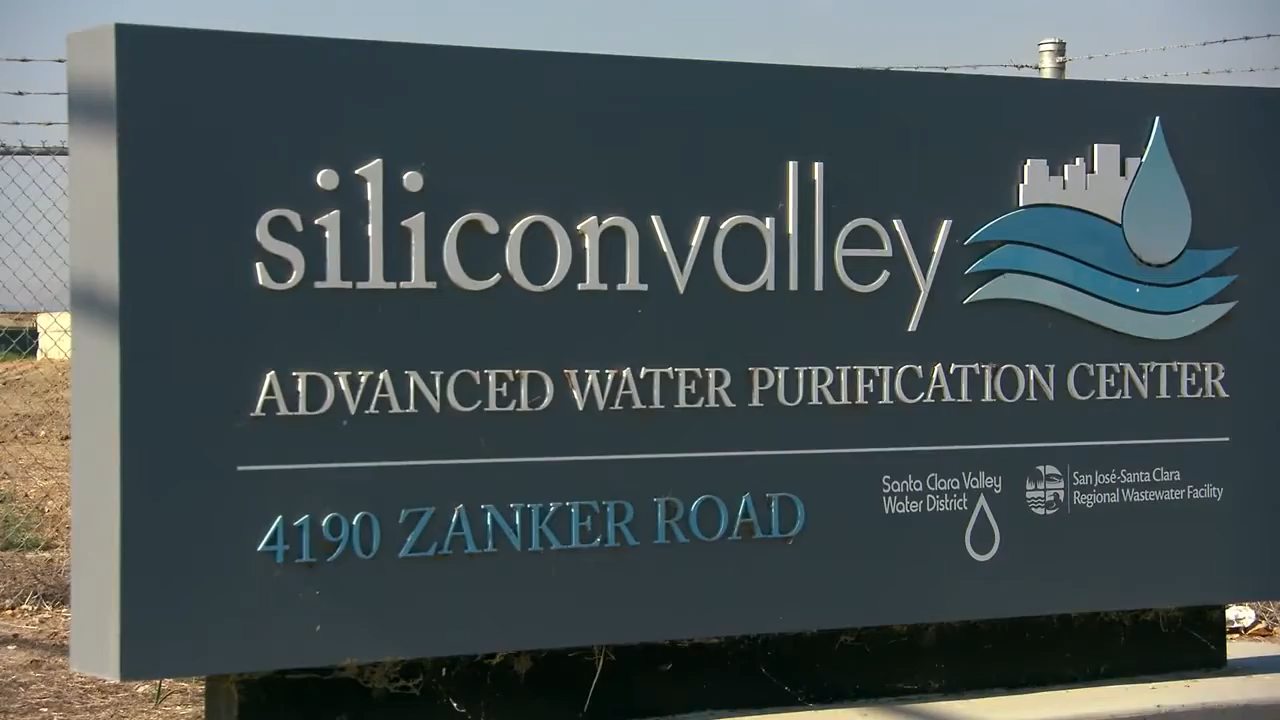 siliconvalley
ADVANCED WATER PURIFICATION CENTER
4190 ZANKER ROAD
Santa Clara Valley
Water District
San José-Santa Clara
Regional Wastewater Facility